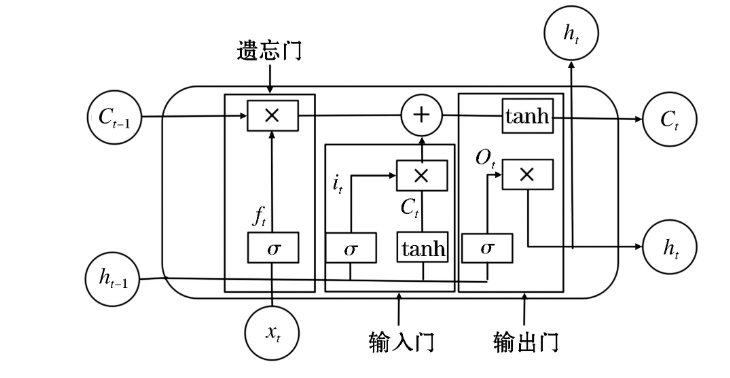 h_t
遗忘门
C_{t-1}
×
+
tanh
C_t
O_t
i_t
×
×
C_t
f_t
σ
σ
tanh
σ
h_t
h_{t-1}
x_t
输入门
输出门